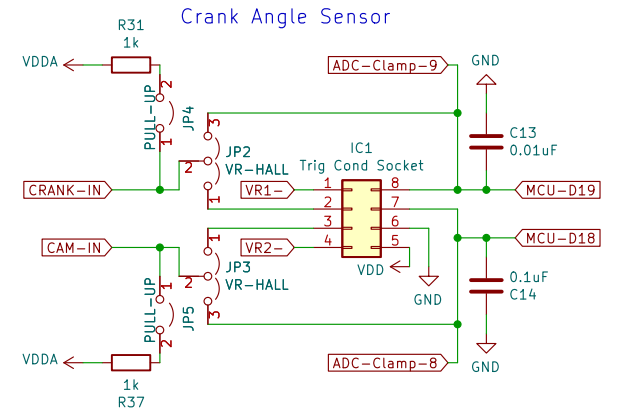 Crank Angle Sensor
R31
1k
VDDA
ADC-Clamp-9
GND
2
PULL-UP
JP4
1
3
JP2
VR-HALL
2
1
IC1
Trig Cond Socket
C13
0.01uF
CRANK-IN
VR1-
1
8
MCU-D19
2
7
3
6
CAM-IN
VR2-
4
5
MCU-D18
VDD
GND
1
PULL-UP
JP5
2
1
JP3
VR-HALL
2
3
0.1uF
C14
VDDA
ADC-Clamp-8
GND
1k
R37